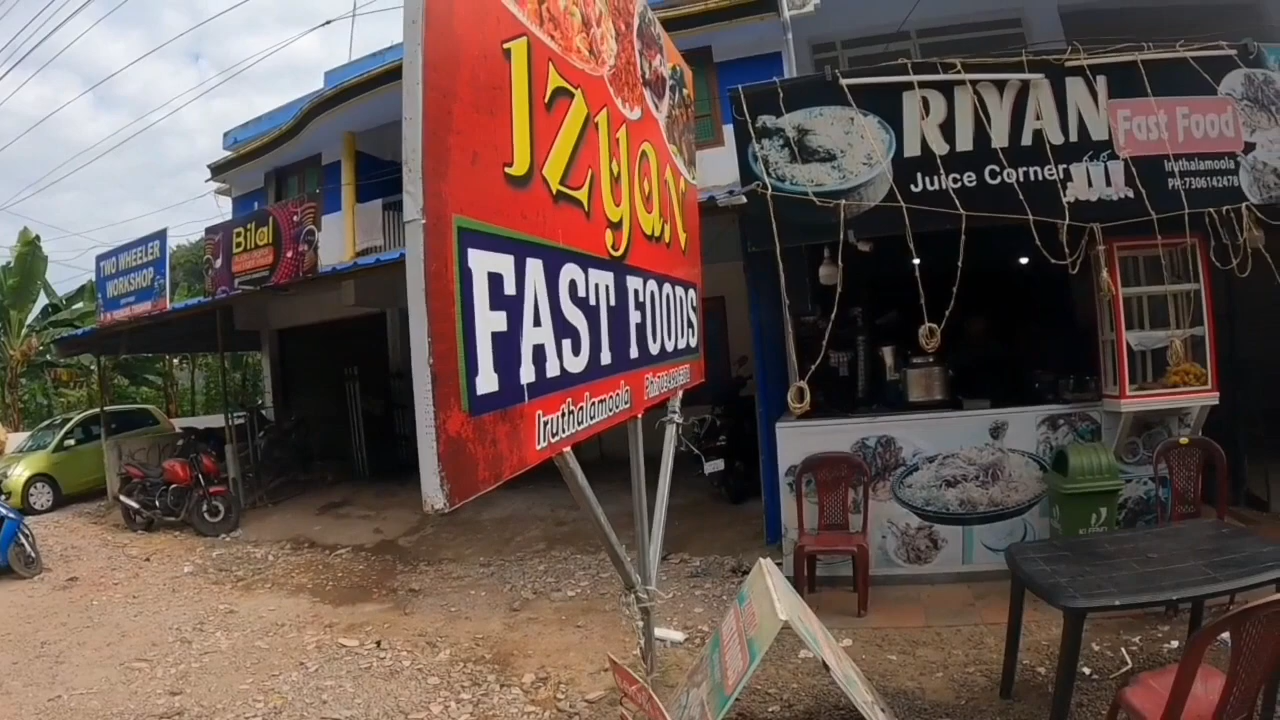 TWO WHEELER
WORKSHOP
Bilal
Izyan
FAST FOODS
Iruthalamoola
RIYAN
Fast Food
Juice Corner
Iruthalamoola
PH:7306142478